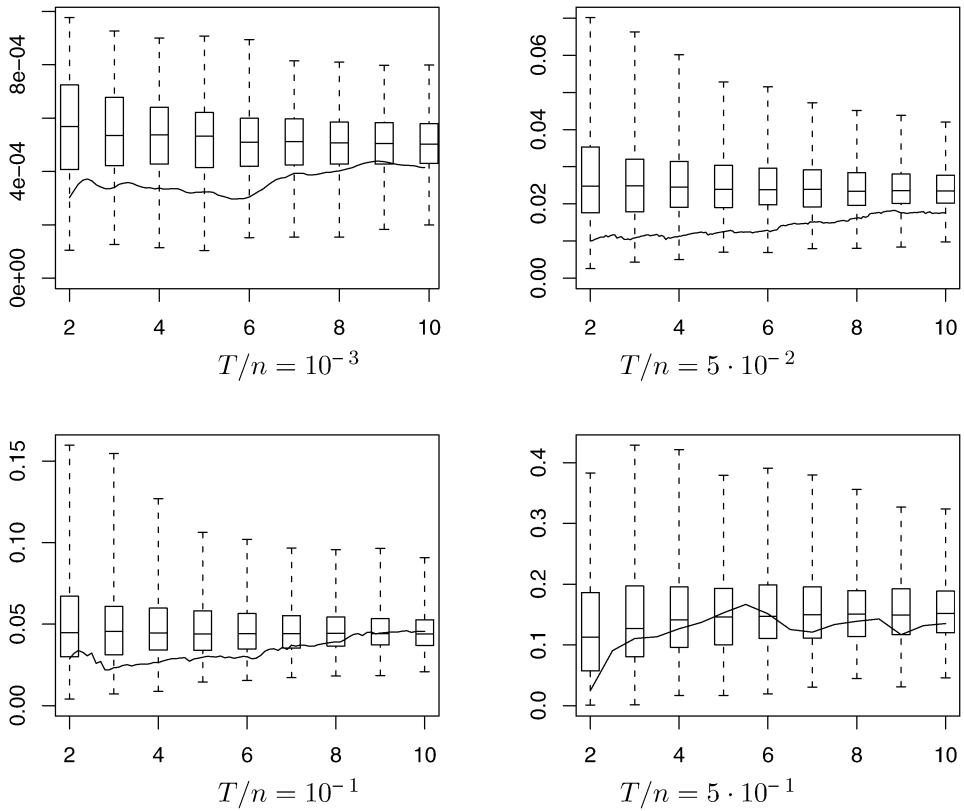 8e−04
4e−04
0e+00
2 4 6 8 10
T/n = 10^{-3}
0.06
0.04
0.02
0.00
2 4 6 8 10
T/n = 5 · 10^{-2}
0.15
0.10
0.05
0.00
2 4 6 8 10
T/n = 10^{-1}
0.4
0.3
0.2
0.1
0.0
2 4 6 8 10
T/n = 5 · 10^{-1}